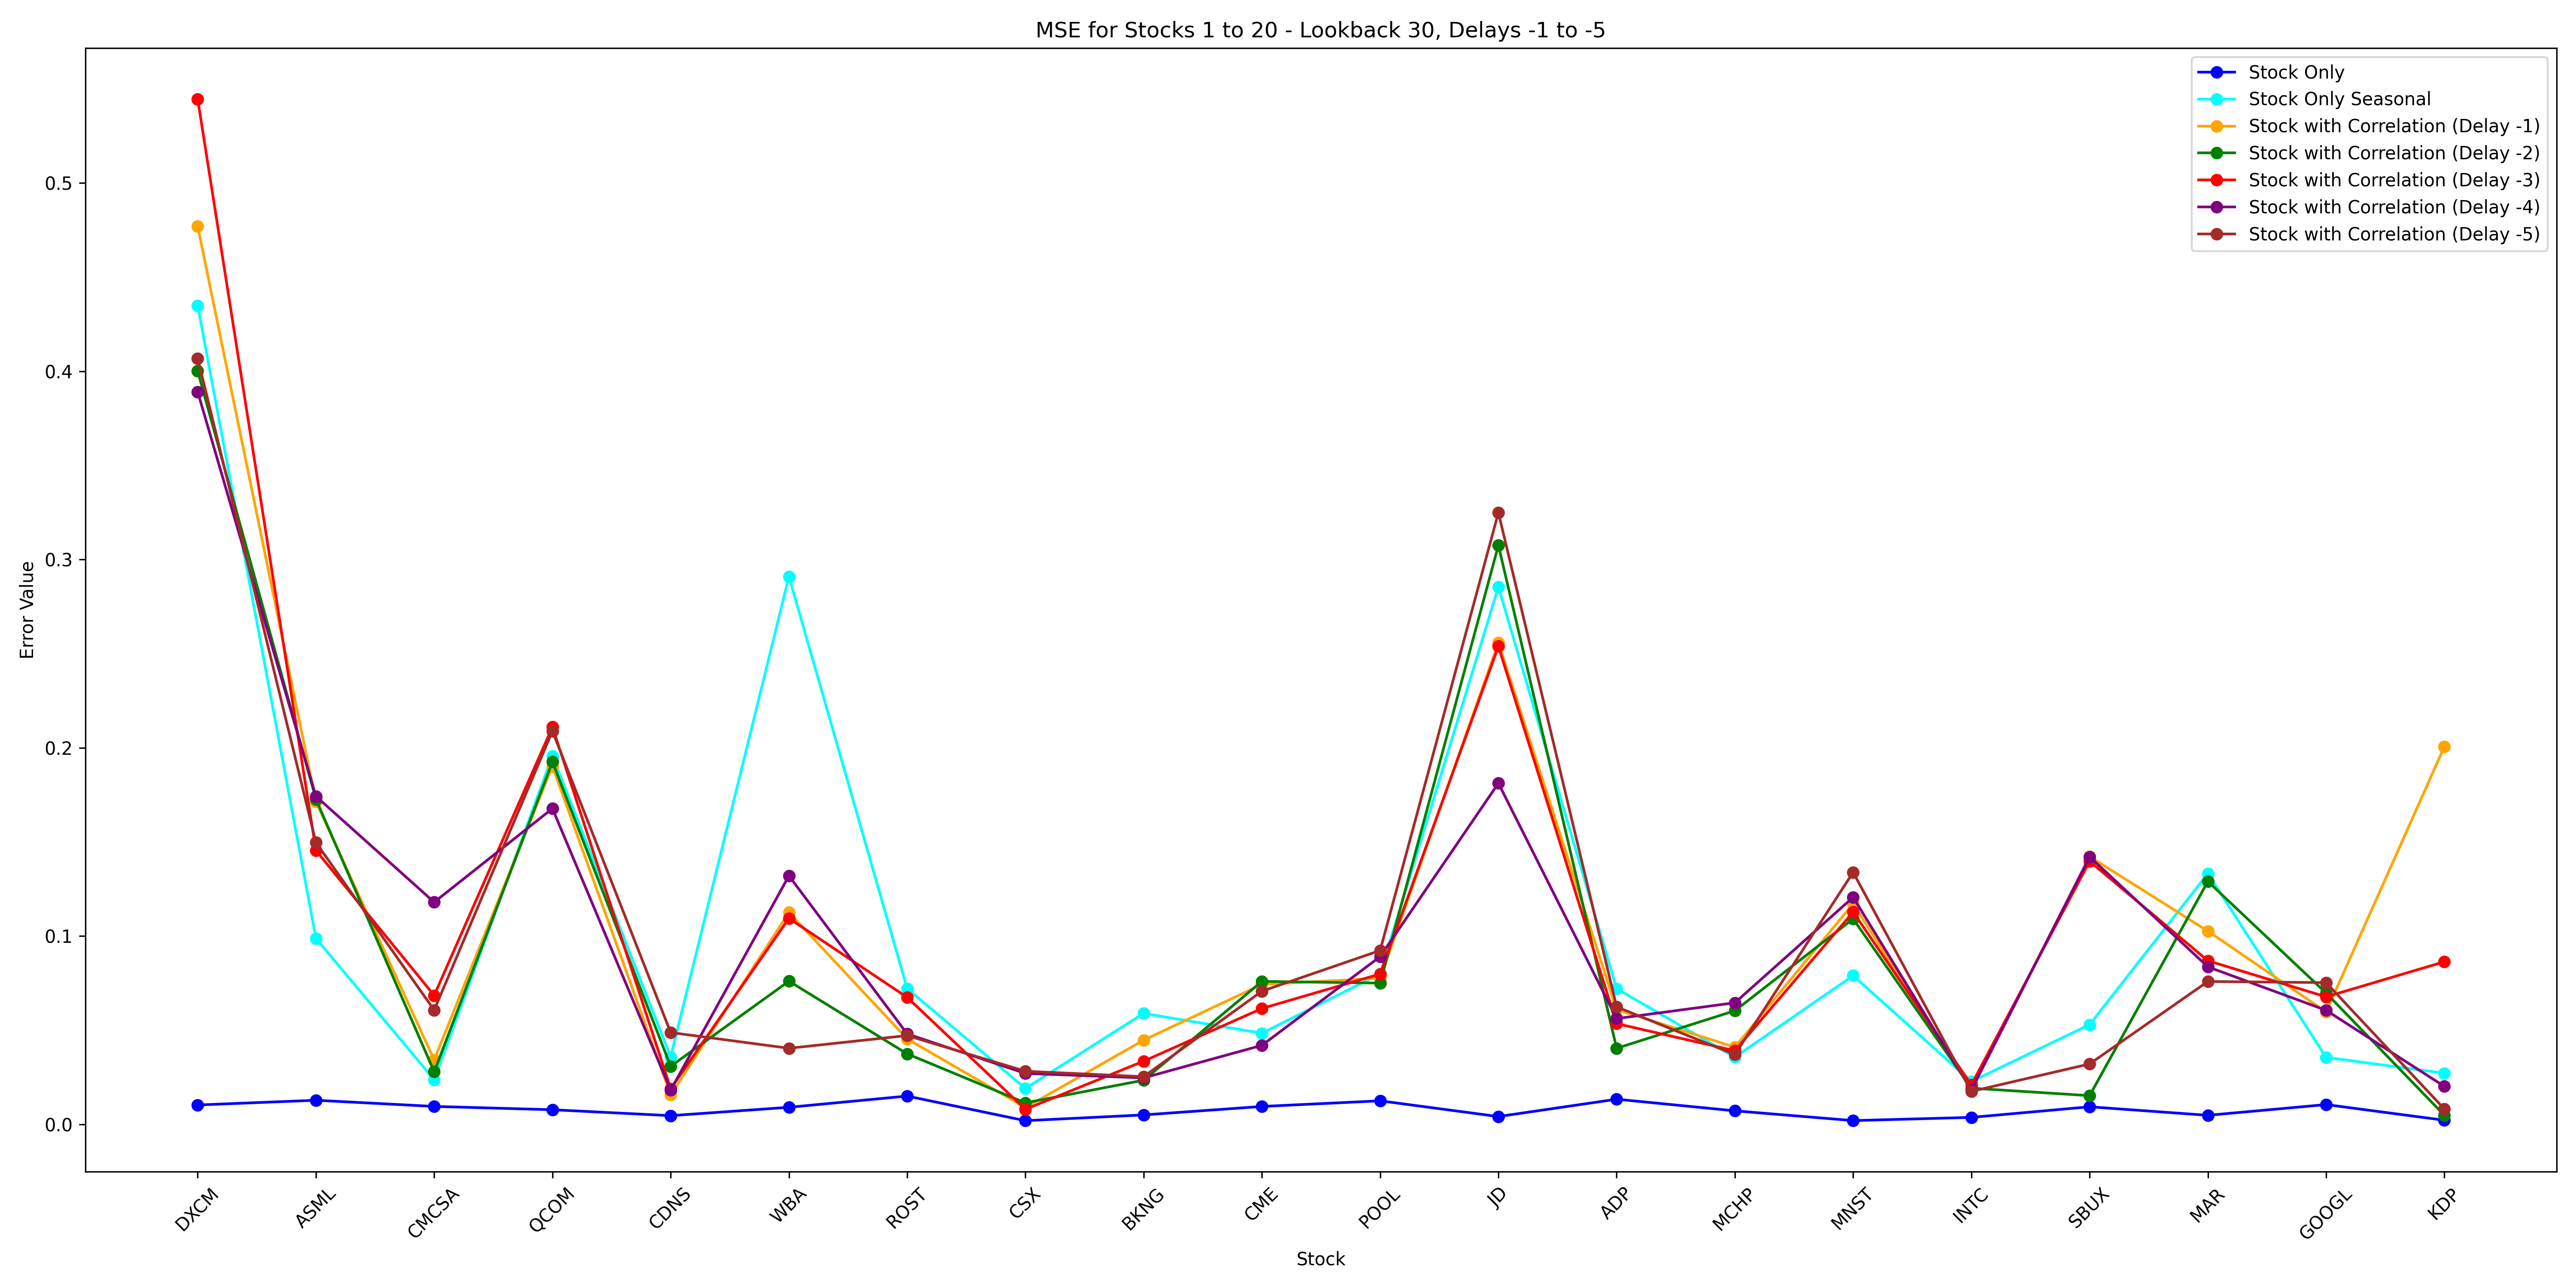 MSE for Stocks 1 to 20 - Lookback 30, Delays -1 to -5
Stock Only
Stock Only Seasonal
Stock with Correlation (Delay -1)
Stock with Correlation (Delay -2)
Stock with Correlation (Delay -3)
Stock with Correlation (Delay -4)
Stock with Correlation (Delay -5)
Error Value
0.5
0.4
0.3
0.2
0.1
0.0
DXCM
ASML
CMCSA
QCOM
CDNS
WBA
ROST
CSX
BKNG
CME
POOL
JD
ADP
MCHP
MNST
INTC
SBUX
MAR
GOOGL
KDP
Stock